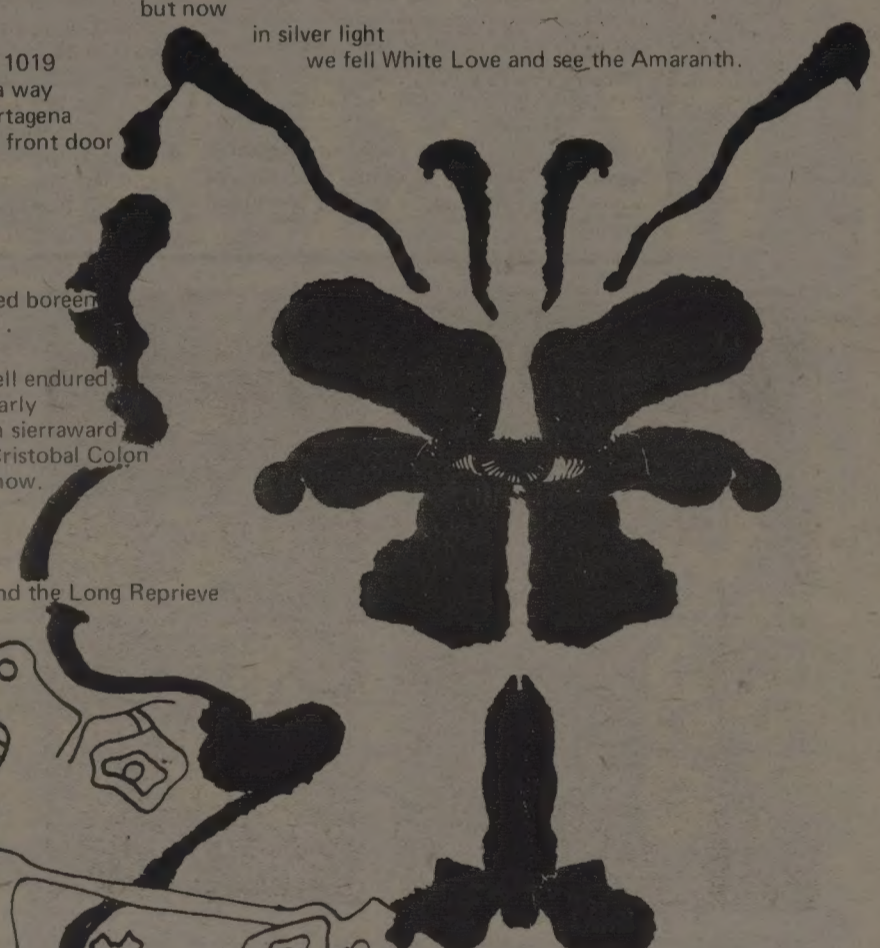 but now
in silver light
we fell White Love and see the Amaranth.
1019
a way
rtagena
front door
ed boreen
ell endured.
arly
sierraward
Cristobal Colon
now.
nd the Long Reprieve